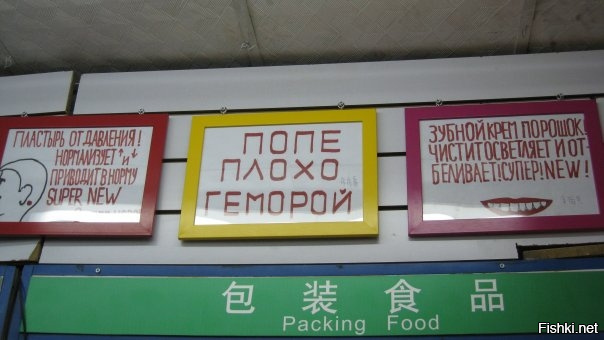 ПЛАСТЫРЬ ОТ ДАВЛЕНИЯ!
НОРМАЛИЗУЕТ ↑ И ↓
ПРИВОДИТ В НОРМУ
SUPER NEW
ПОПЕ
ПЛОХО
ГЕМОРОЙ
ЗУБНОЙ КРЕМ ПОРОШОК
ЧИСТИТ ОСВЕТЛЯЕТ И ОТ
БЕЛИВАЕТ! СУПЕР! NEW!
包装食品
Packing Food
Fishki.net